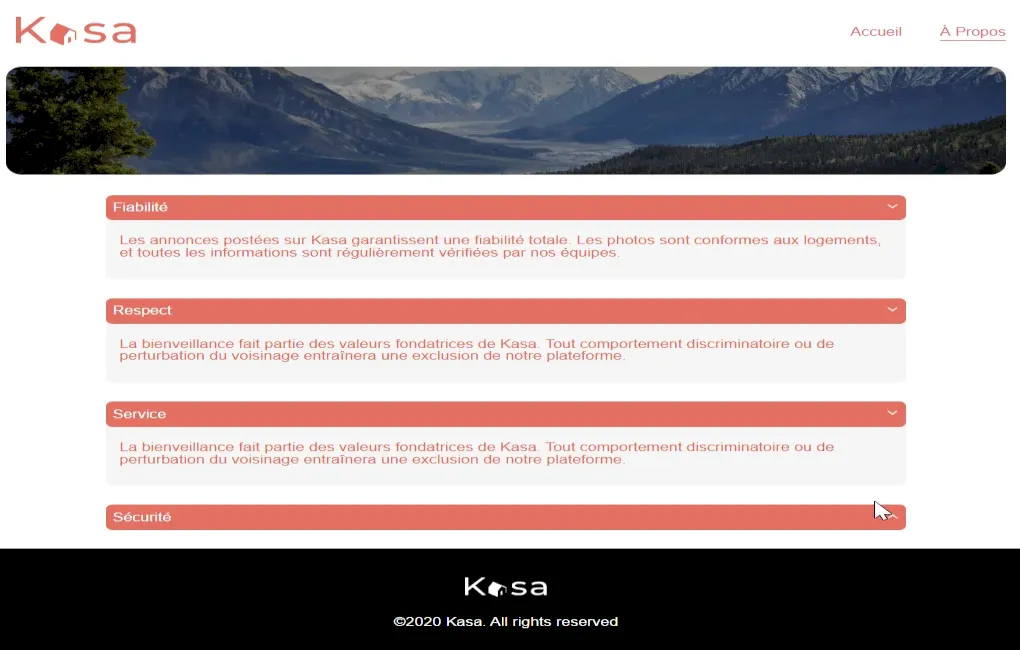 Kasa
Accueil
À Propos
Fiabilité
Les annonces postées sur Kasa garantissent une fiabilité totale. Les photos sont conformes aux logements,
et toutes les informations sont régulièrement vérifiées par nos équipes.
Respect
La bienveillance fait partie des valeurs fondatrices de Kasa. Tout comportement discriminatoire ou de
perturbation du voisinage entraînera une exclusion de notre plateforme.
Service
La bienveillance fait partie des valeurs fondatrices de Kasa. Tout comportement discriminatoire ou de
perturbation du voisinage entraînera une exclusion de notre plateforme.
Sécurité
Kasa
©2020 Kasa. All rights reserved